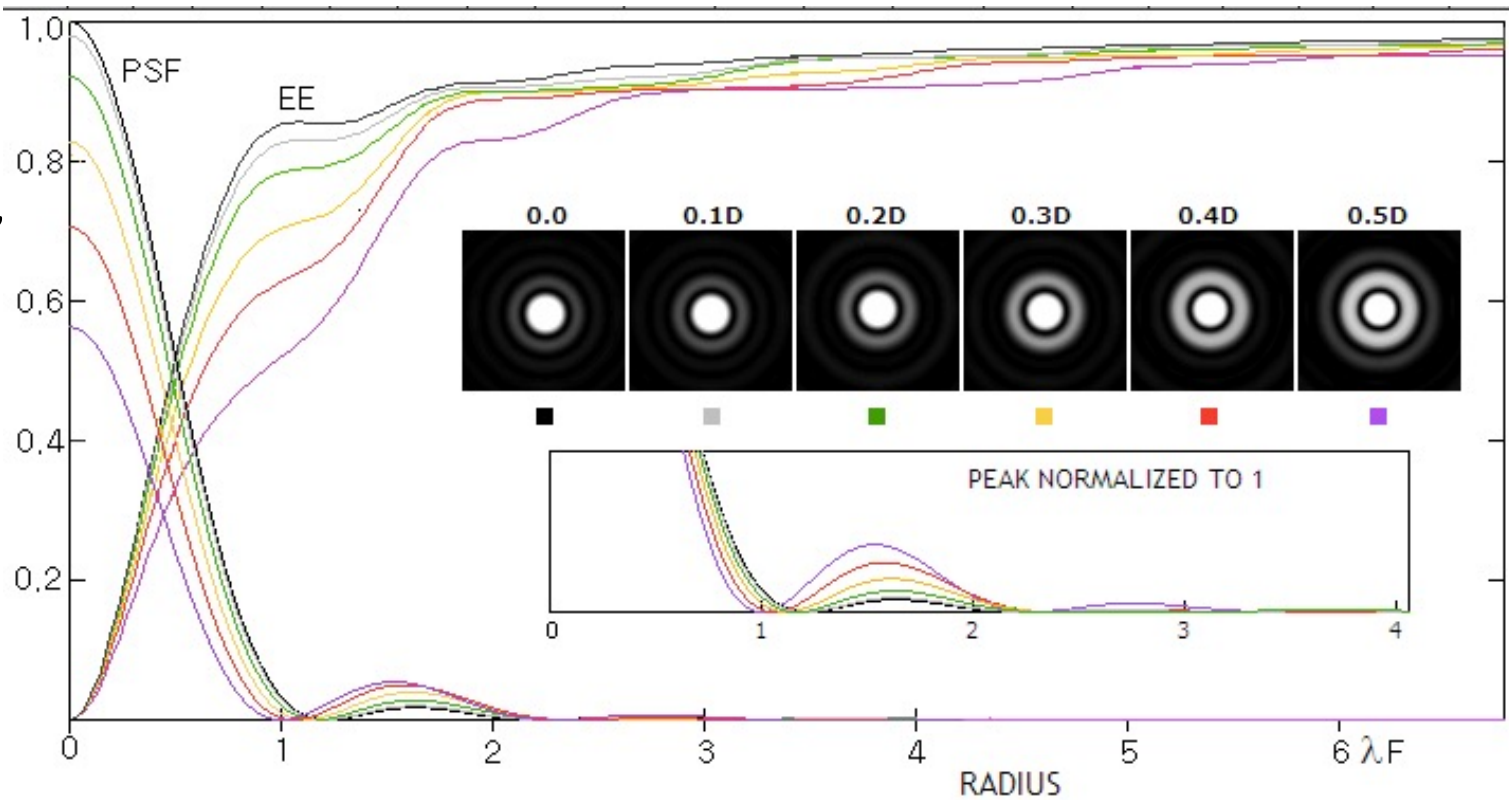 1,0
PSF
EE
0,8
0.0 0.1D 0.2D 0.3D 0.4D 0.5D
0,6
0,4
PEAK NORMALIZED TO 1
0,2
0 1 2 3 4
0 1 2 3 4 5 6 λF
RADIUS